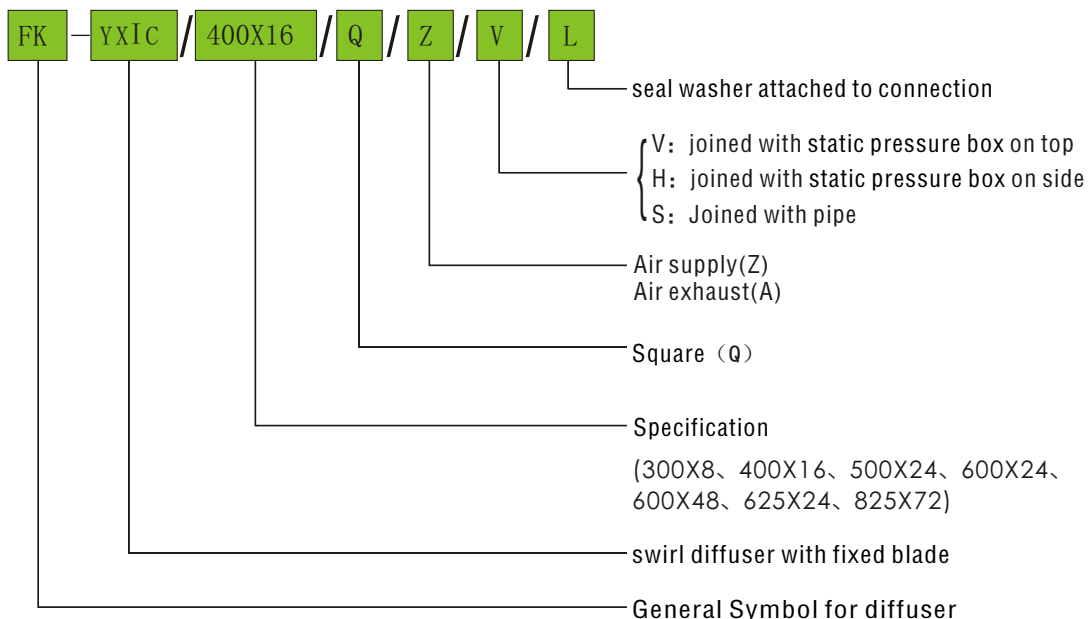 FK-YXIC/400X16/Q/Z/V/L
seal washer attached to connection
V: joined with static pressure box on top
H: joined with static pressure box on side
S: Joined with pipe
Air supply(Z)
Air exhaust(A)
Square（Q）
Specification
(300X8、400X16、500X24、600X24、
600X48、625X24、825X72)
swirl diffuser with fixed blade
General Symbol for diffuser